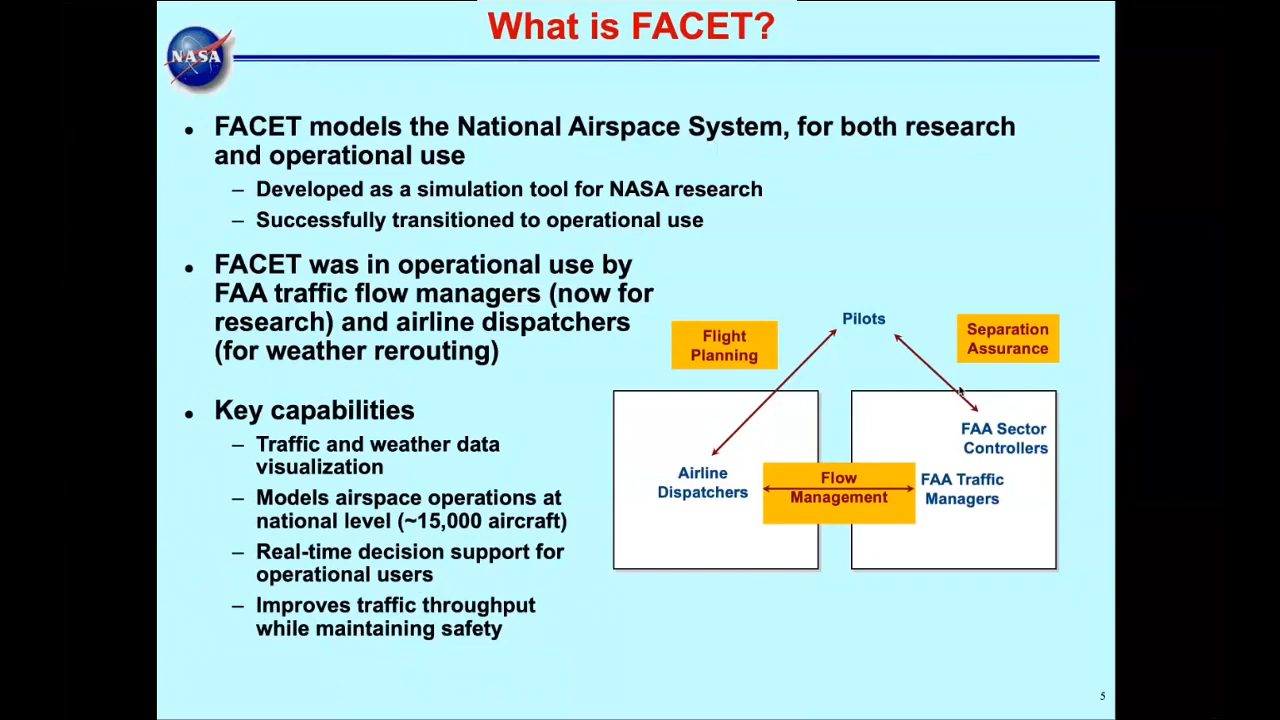 What is FACET?
NASA
● FACET models the National Airspace System, for both research
and operational use
– Developed as a simulation tool for NASA research
– Successfully transitioned to operational use
● FACET was in operational use by
FAA traffic flow managers (now for
research) and airline dispatchers
(for weather rerouting)
● Key capabilities
– Traffic and weather data
visualization
– Models airspace operations at
national level (~15,000 aircraft)
– Real-time decision support for
operational users
– Improves traffic throughput
while maintaining safety
Pilots
Flight
Planning
Separation
Assurance
FAA Sector
Controllers
Airline
Dispatchers
Flow
Management
FAA Traffic
Managers
5